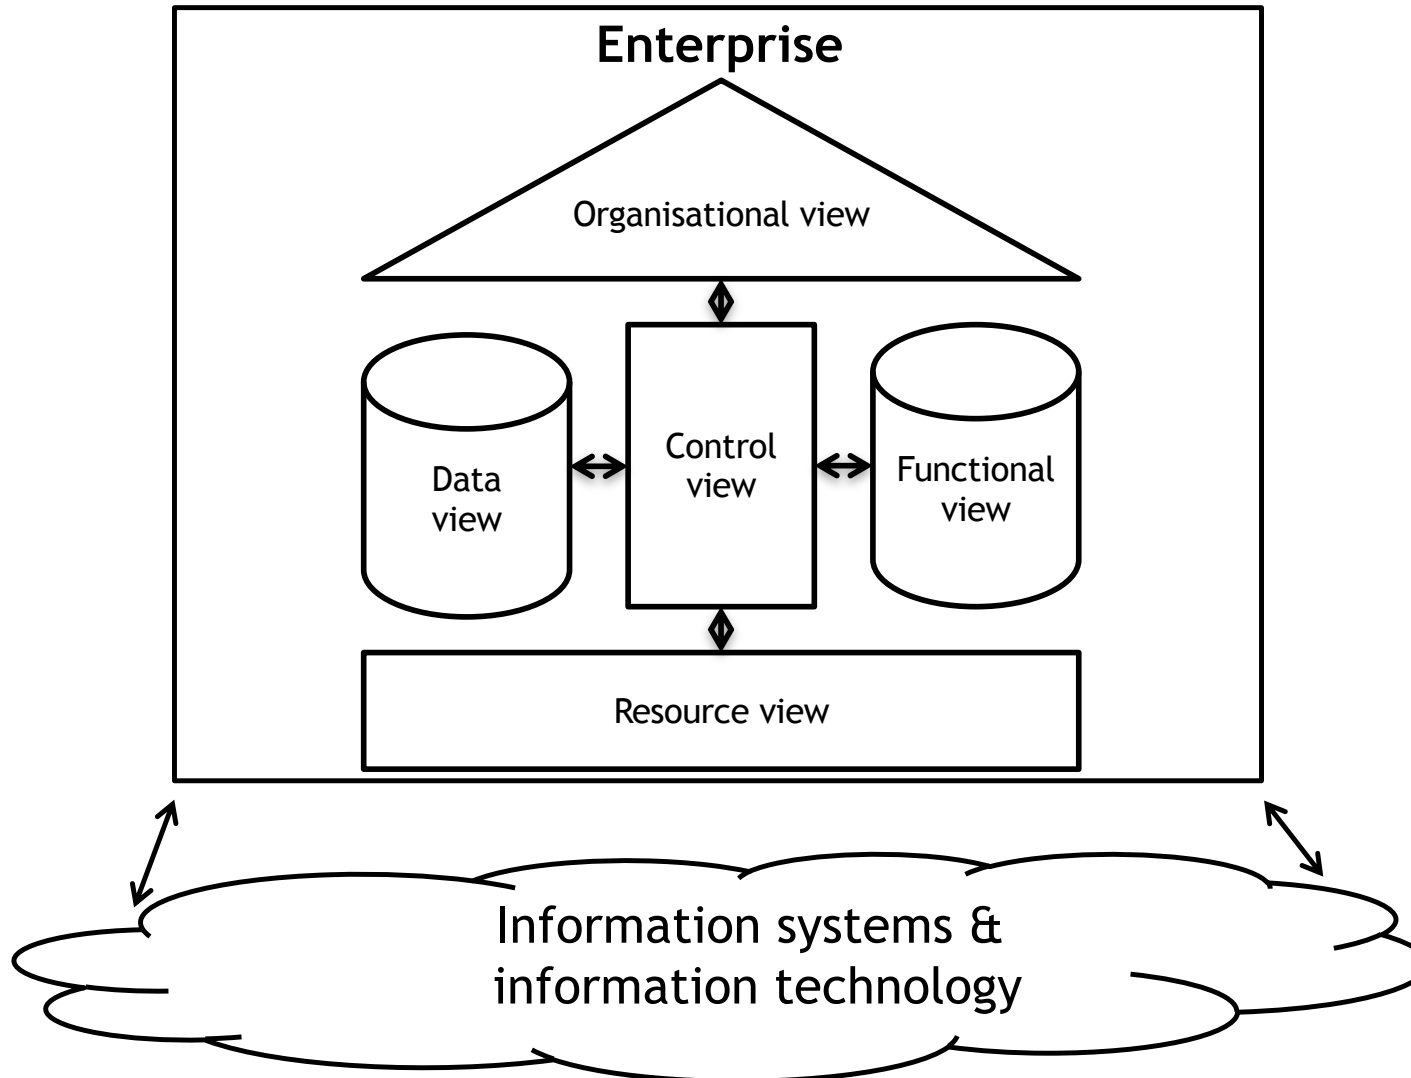 Enterprise
Organisational view
Data
view
Control
view
Functional
view
Resource view
Information systems &
information technology